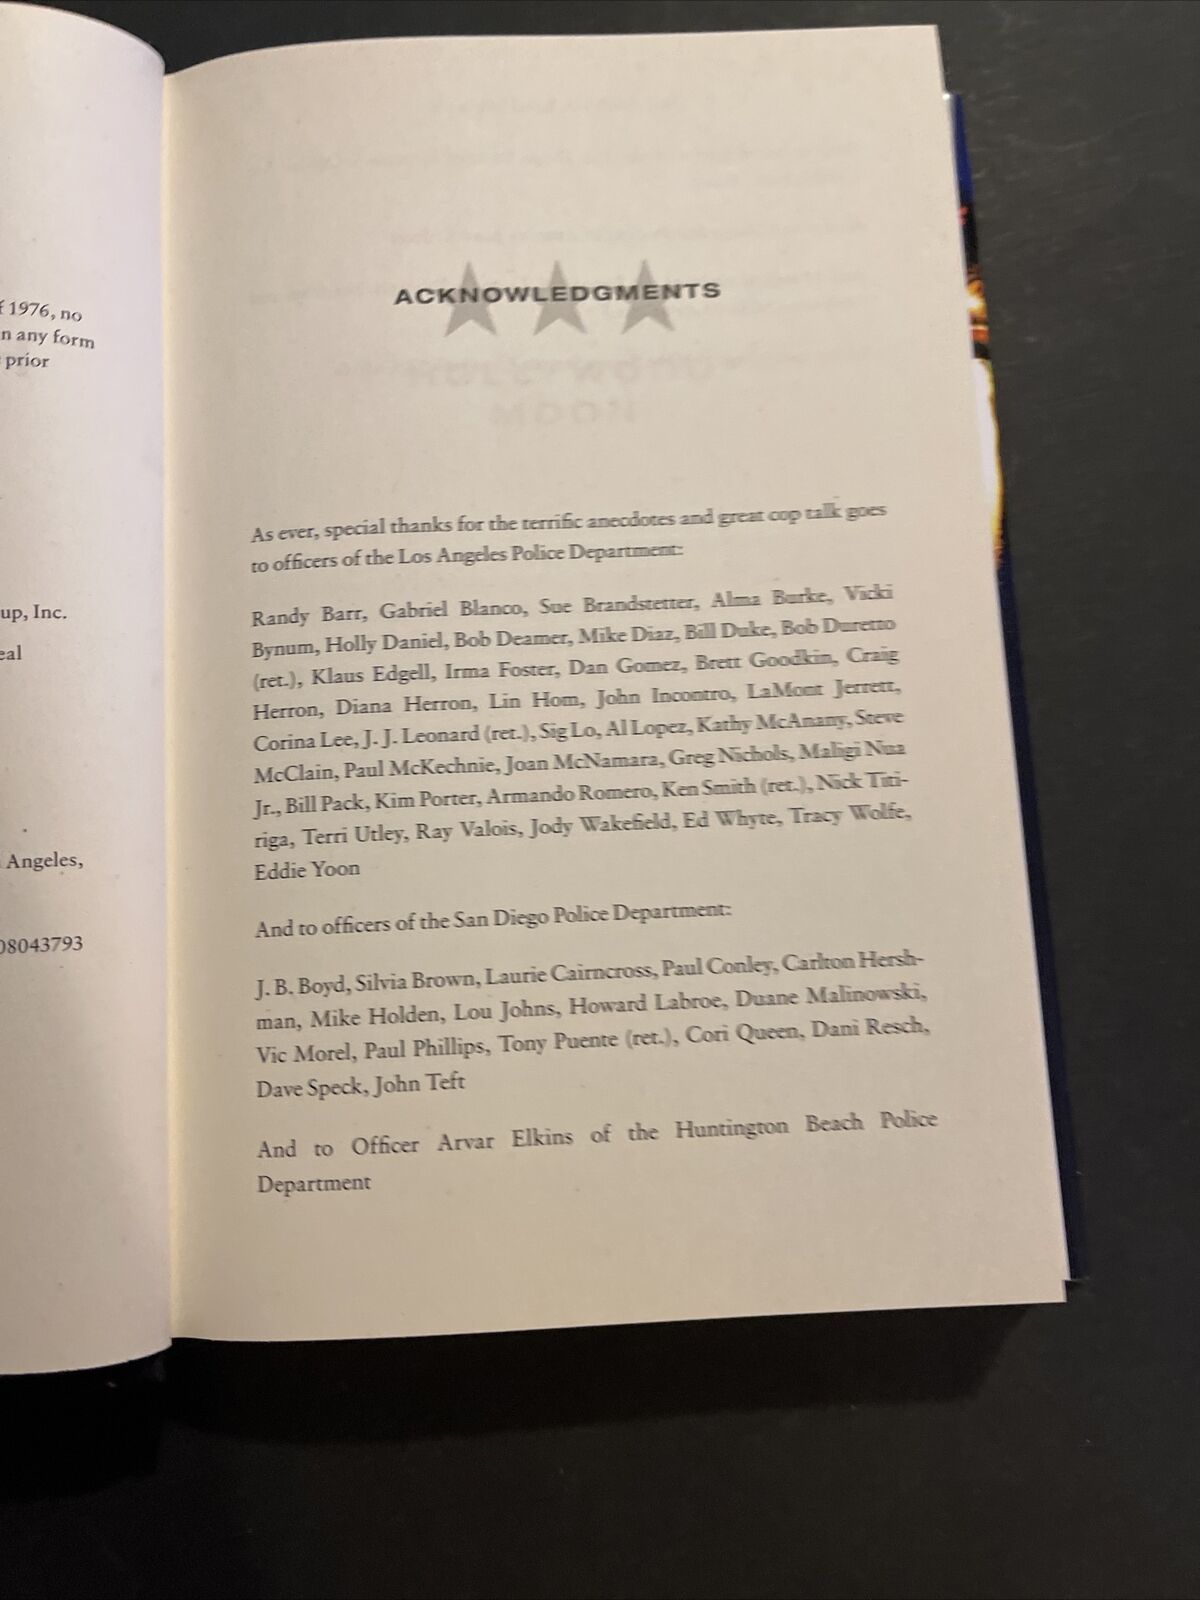 f 1976, no
n any form
prior
up, Inc.
eal
Angeles,
08043793
ACKNOWLEDGMENTS
As ever, special thanks for the terrific anecdotes and great cop talk goes
to officers of the Los Angeles Police Department:
Randy Barr, Gabriel Blanco, Sue Brandstetter, Alma Burke, Vicki
Bynum, Holly Daniel, Bob Deamer, Mike Diaz, Bill Duke, Bob Duretto
(ret.), Klaus Edgell, Irma Foster, Dan Gomez, Brett Goodkin, Craig
Herron, Diana Herron, Lin Hom, John Incontro, LaMont Jerrett,
Corina Lee, J. J. Leonard (ret.), Sig Lo, Al Lopez, Kathy McAnany, Steve
McClain, Paul McKechnie, Joan McNamara, Greg Nichols, Maligi Nua
Jr., Bill Pack, Kim Porter, Armando Romero, Ken Smith (ret.), Nick Titi-
riga, Terri Utley, Ray Valois, Jody Wakefield, Ed Whyte, Tracy Wolfe,
Eddie Yoon
And to officers of the San Diego Police Department:
J. B. Boyd, Silvia Brown, Laurie Cairncross, Paul Conley, Carlton Hersh-
man, Mike Holden, Lou Johns, Howard Labroe, Duane Malinowski,
Vic Morel, Paul Phillips, Tony Puente (ret.), Cori Queen, Dani Resch,
Dave Speck, John Teft
And to Officer Arvar Elkins of the Huntington Beach Police
Department